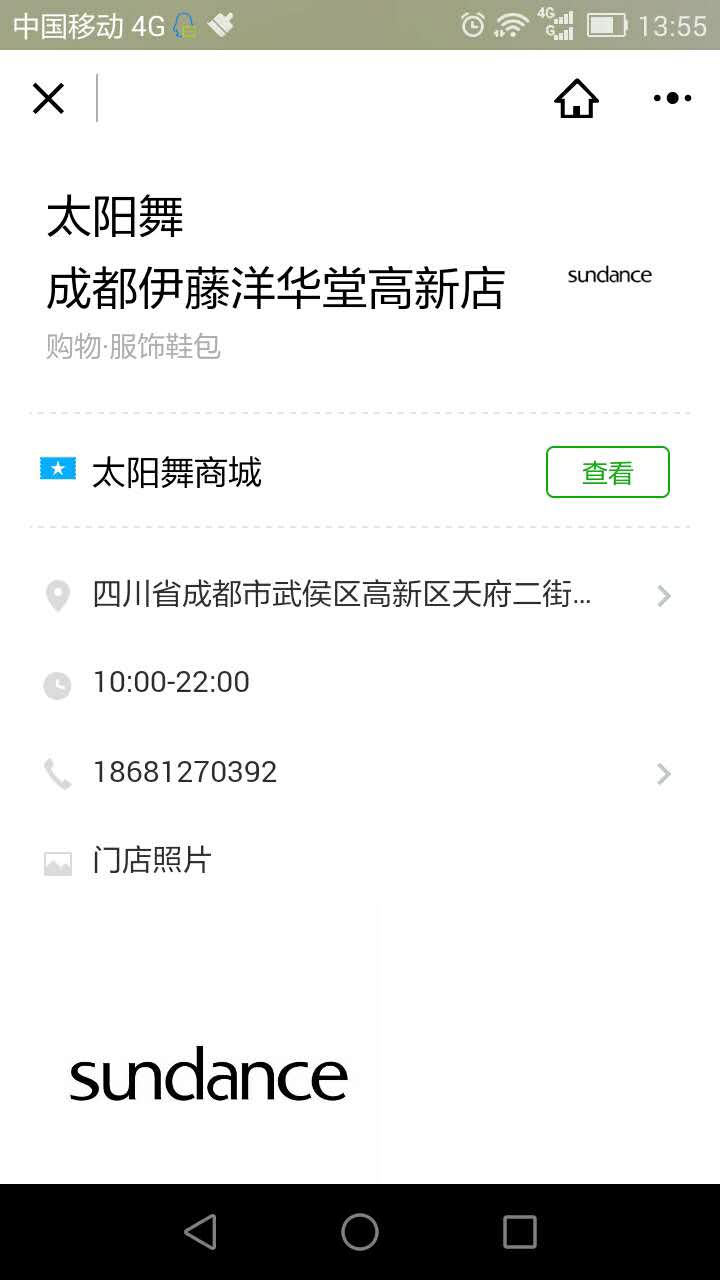 中国移动 4G 4G G 13:55
太阳舞
成都伊藤洋华堂高新店
sundance
购物·服饰鞋包
太阳舞商城
查看
四川省成都市武侯区高新区天府二街...
10:00-22:00
18681270392
门店照片
sundance